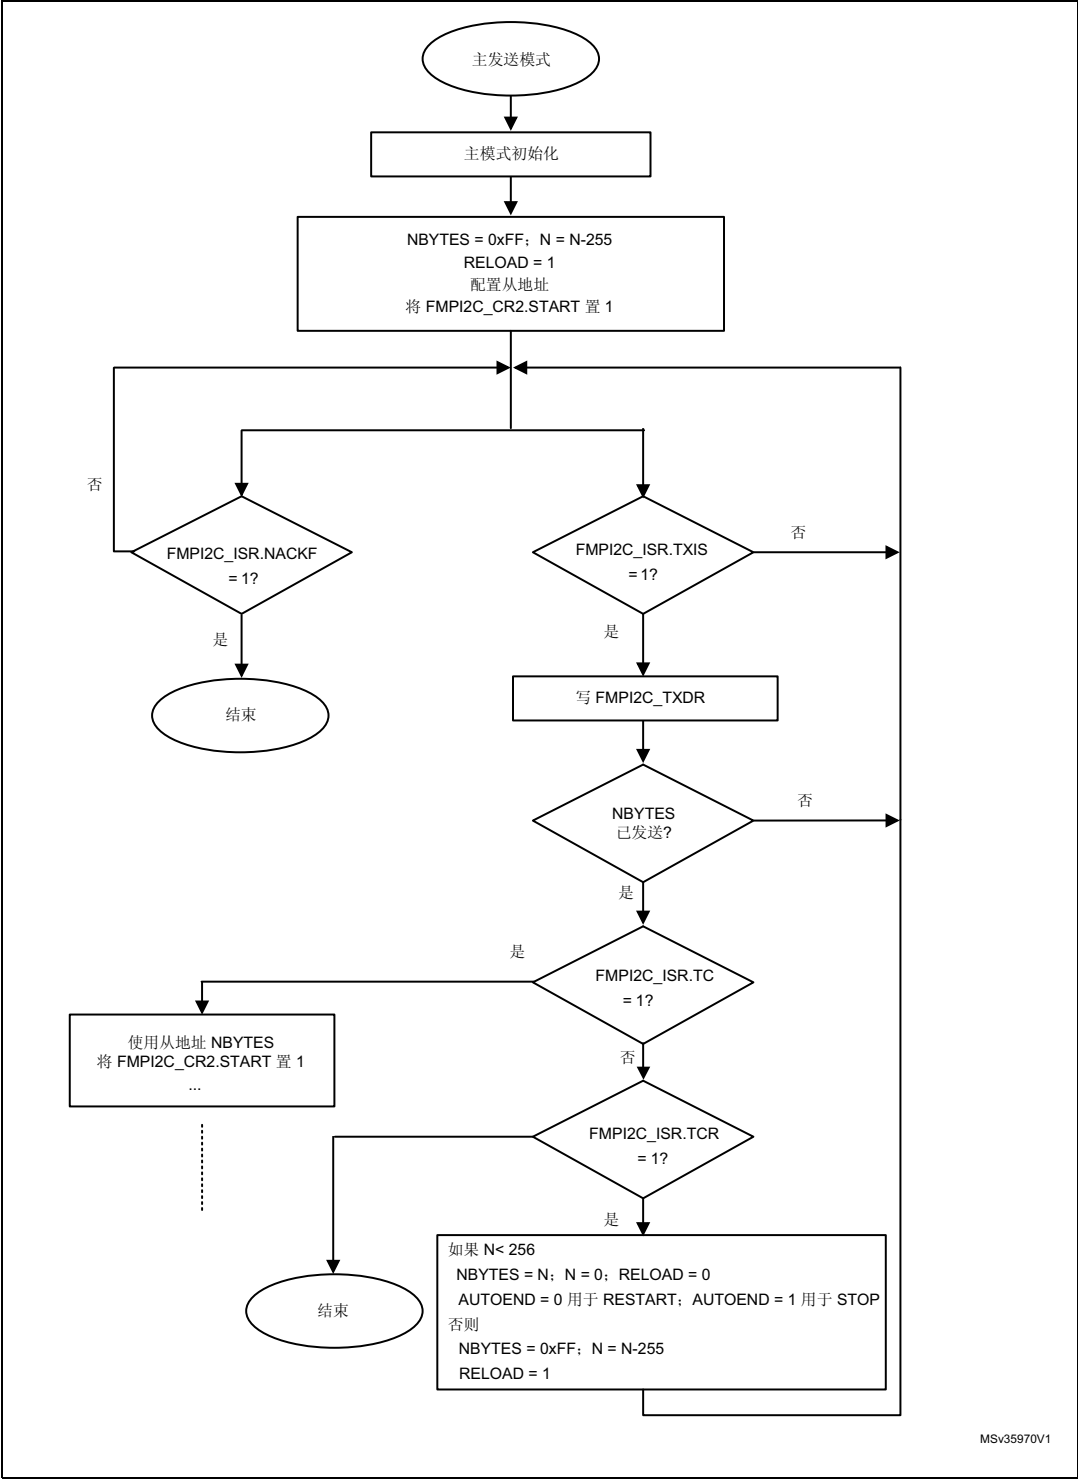 主发送模式
主模式初始化
NBYTES = 0xFF；N = N-255
RELOAD = 1
配置从地址
将 FMPI2C_CR2.START 置 1
否
FMPI2C_ISR.NACKF
= 1?
是
结束
FMPI2C_ISR.TXIS
= 1?
否
是
写 FMPI2C_TXDR
NBYTES
已发送?
否
是
FMPI2C_ISR.TC
= 1?
是
使用从地址 NBYTES
将 FMPI2C_CR2.START 置 1
...
否
FMPI2C_ISR.TCR
= 1?
是
结束
如果 N< 256
NBYTES = N；N = 0；RELOAD = 0
AUTOEND = 0 用于 RESTART；AUTOEND = 1 用于 STOP
否则
NBYTES = 0xFF；N = N-255
RELOAD = 1
MSv35970V1